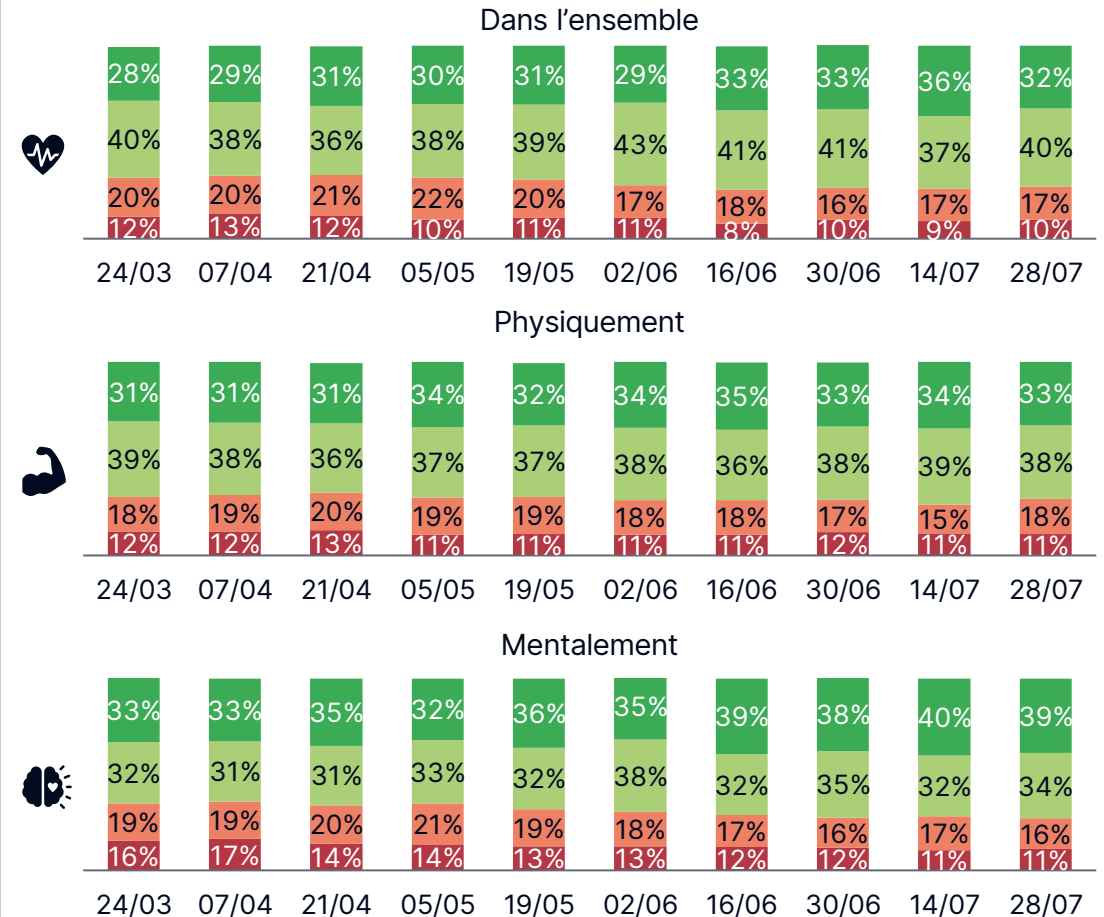 Dans l’ensemble
28% 29% 31% 30% 31% 29% 33% 33% 36% 32%
40% 38% 36% 38% 39% 43% 41% 41% 37% 40%
20% 20% 21% 22% 20% 17% 18% 16% 17% 17%
12% 13% 12% 10% 11% 11% 8% 10% 9% 10%
24/03 07/04 21/04 05/05 19/05 02/06 16/06 30/06 14/07 28/07
Physiquement
31% 31% 31% 34% 32% 34% 35% 33% 34% 33%
39% 38% 36% 37% 37% 38% 36% 38% 39% 38%
18% 19% 20% 19% 19% 18% 18% 17% 15% 18%
12% 12% 13% 11% 11% 11% 11% 12% 11% 11%
24/03 07/04 21/04 05/05 19/05 02/06 16/06 30/06 14/07 28/07
Mentalement
33% 33% 35% 32% 36% 35% 39% 38% 40% 39%
32% 31% 31% 33% 32% 38% 32% 35% 32% 34%
19% 19% 20% 21% 19% 18% 17% 16% 17% 16%
16% 17% 14% 14% 13% 13% 12% 12% 11% 11%
24/03 07/04 21/04 05/05 19/05 02/06 16/06 30/06 14/07 28/07